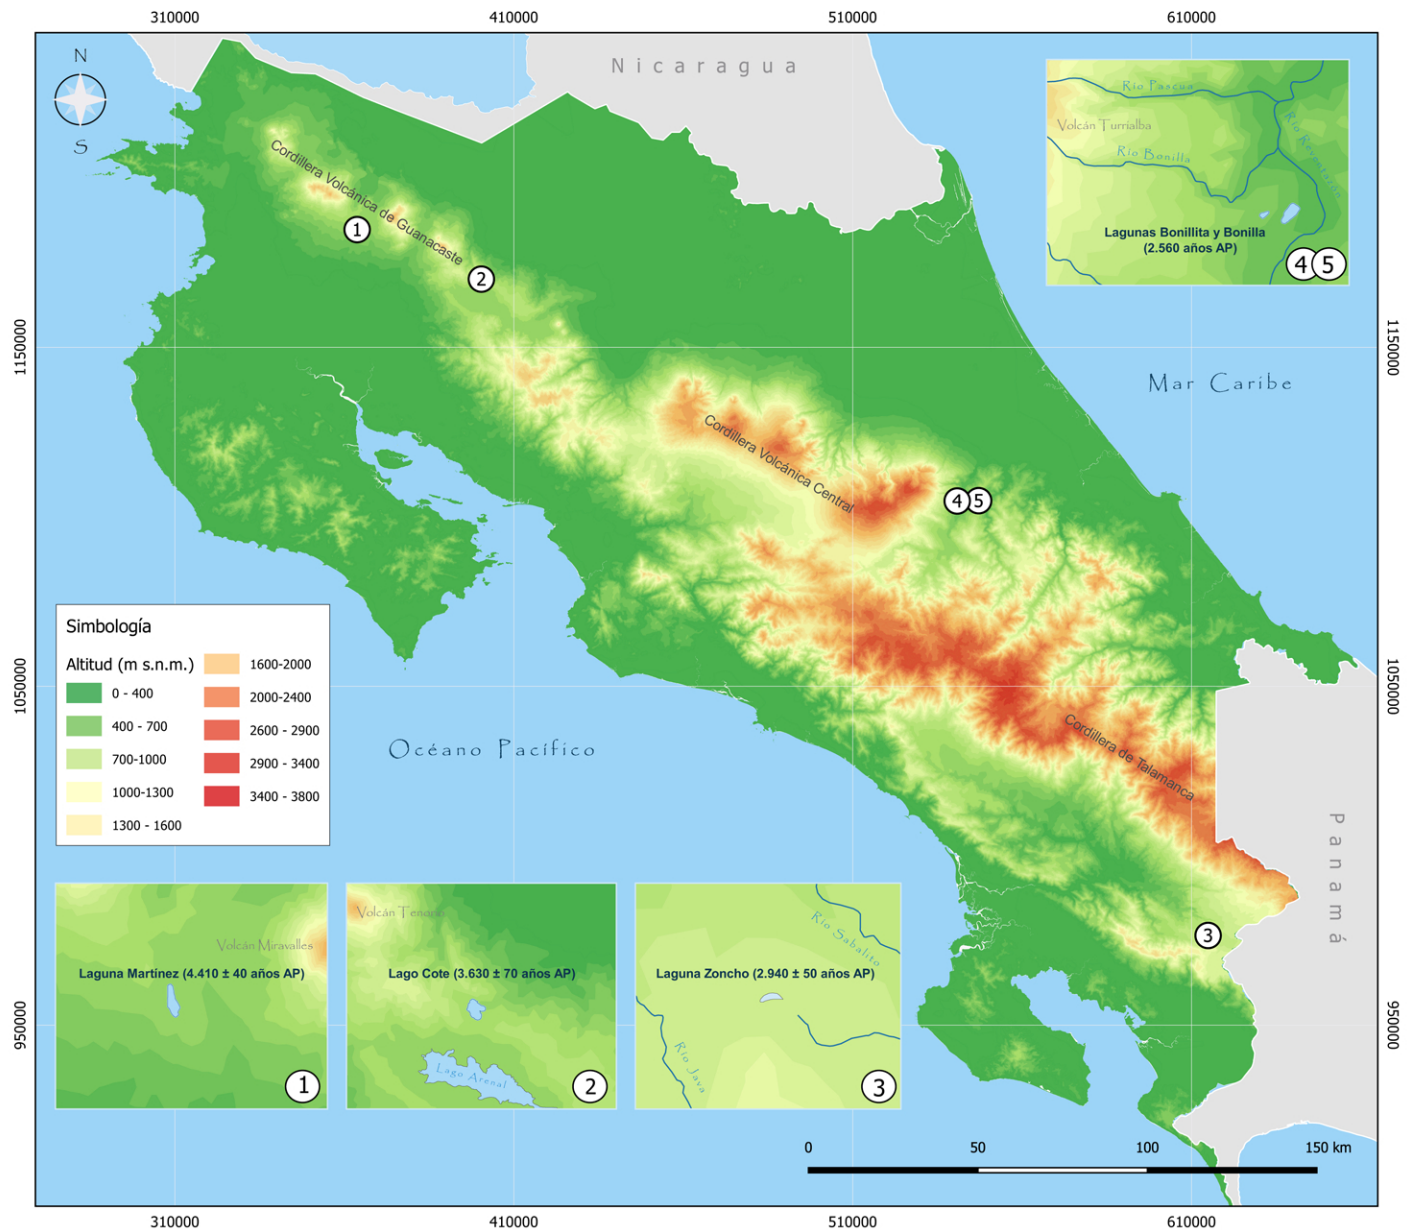 310000
410000
510000
610000
N
S
Nicaragua
Río Pascua
Volcán Turrialba
Río Bonilla
Río Reventazón
Lagunas Bonillita y Bonilla
(2.560 años AP)
4 5
Cordillera Volcánica de Guanacaste
1
2
1150000
1150000
Mar Caribe
Cordillera Volcánica Central
4 5
Simbología
Altitud (m s.n.m.)
0 - 400
400 - 700
700-1000
1000-1300
1300 - 1600
1600-2000
2000-2400
2600 - 2900
2900 - 3400
3400 - 3800
1050000
1050000
Océano Pacífico
Cordillera de Talamanca
Panamá
3
Volcán Miravalles
Laguna Martínez (4.410 ± 40 años AP)
1
Volcán Tenorio
Lago Cote (3.630 ± 70 años AP)
Lago Arenal
2
Río Sabalito
Laguna Zoncho (2.940 ± 50 años AP)
Río Java
3
950000
950000
0
50
100
150 km
310000
410000
510000
610000